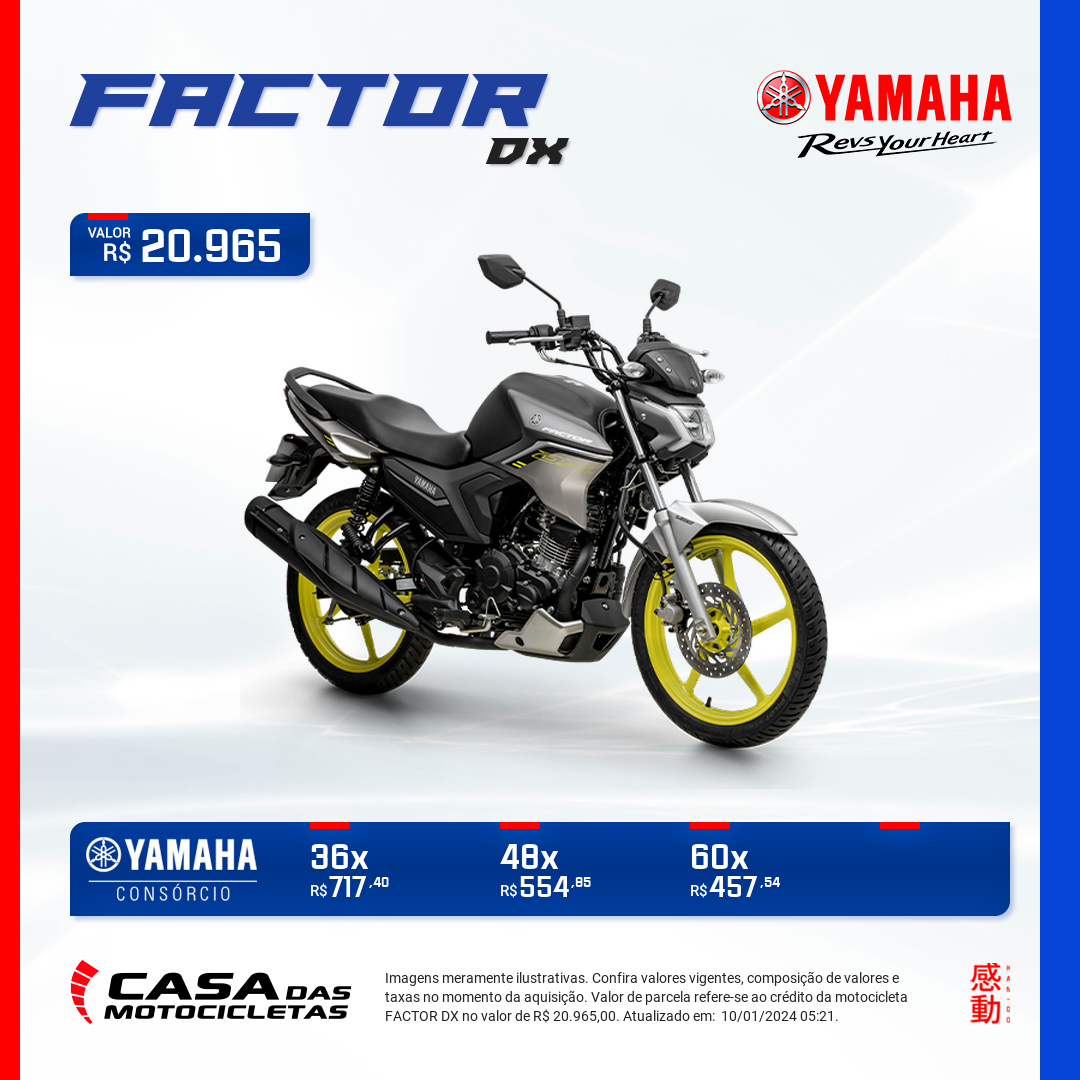 FACTOR
DX
YAMAHA
Revs Your Heart
VALOR
R$ 20.965
FACTOR
YAMAHA
YAMAHA
CONSÓRCIO
36x
R$ 717,40
48x
R$ 554,85
60x
R$ 457,54
CASA DAS
MOTOCICLETAS
Imagens meramente ilustrativas. Confira valores vigentes, composição de valores e
taxas no momento da aquisição. Valor de parcela refere-se ao crédito da motocicleta
FACTOR DX no valor de R$ 20.965,00. Atualizado em: 10/01/2024 05:21.
感動